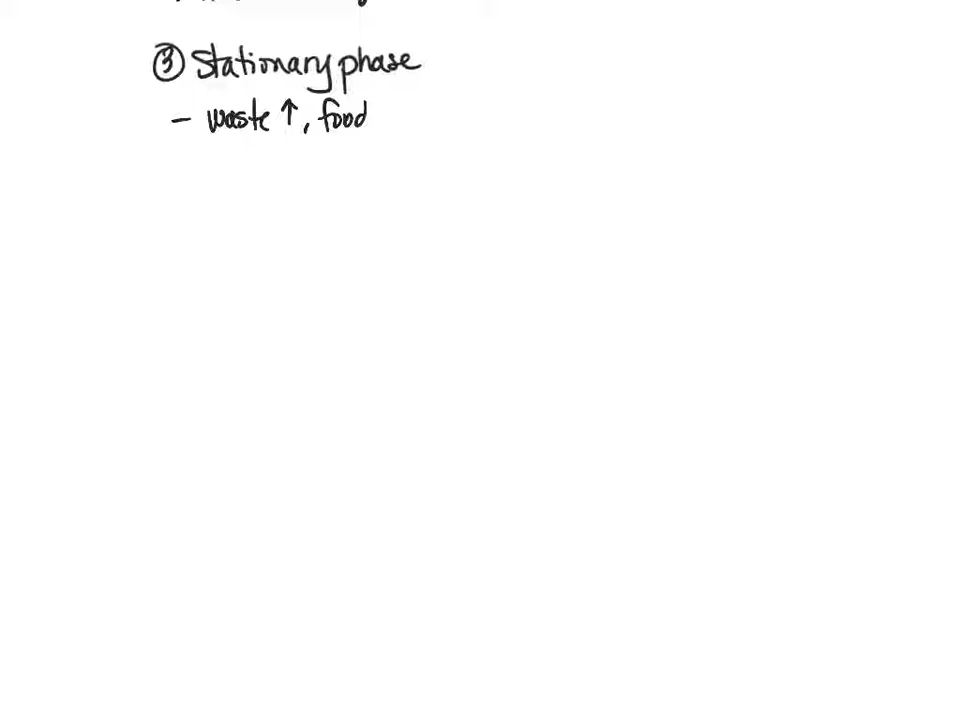 ③ Stationary phase
- waste ↑, food